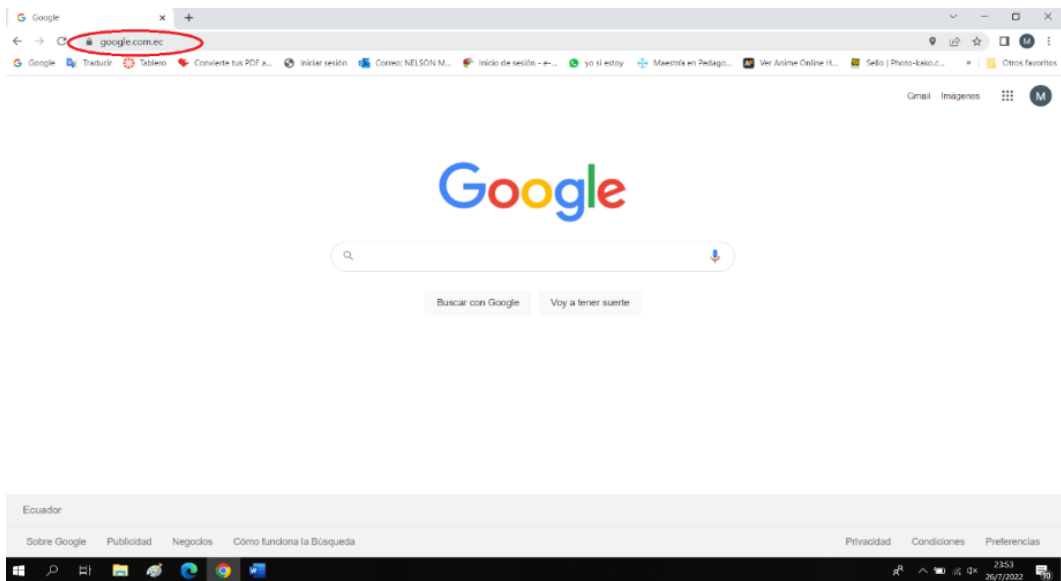 Google
google.com.ec
Google Traducir Tablero Convierte tus PDF a... Iniciar sesión Correo: NELSON M... Inicio de sesión - e-... yo si estoy Maestría en Pedago... Ver Anime Online H... Sello | Photo-kako.c... » Otros favoritos
Gmail Imágenes M
Google
Buscar con Google Voy a tener suerte
Ecuador
Sobre Google Publicidad Negocios Cómo funciona la Búsqueda Privacidad Condiciones Preferencias
23:53
26/7/2022